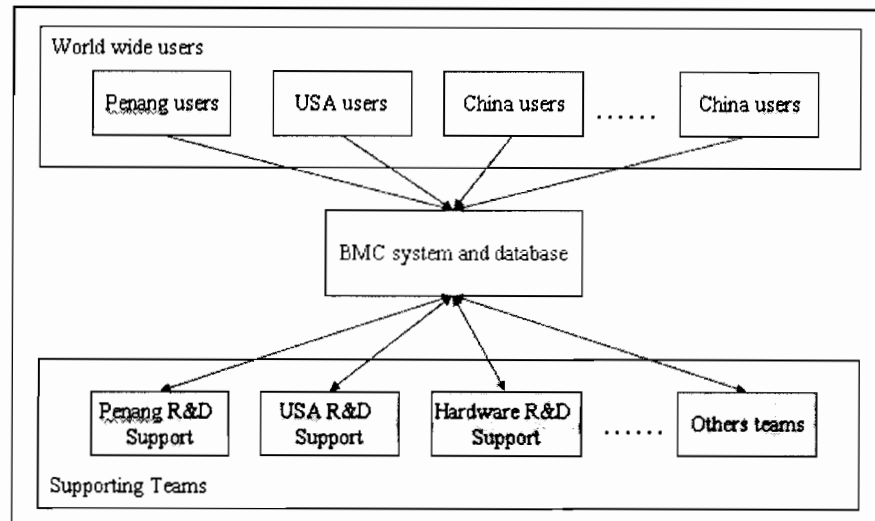 World wide users
Penang users
USA users
China users
......
China users
BMC system and database
Penang R&D
Support
USA R&D
Support
Hardware R&D
Support
......
Others teams
Supporting Teams